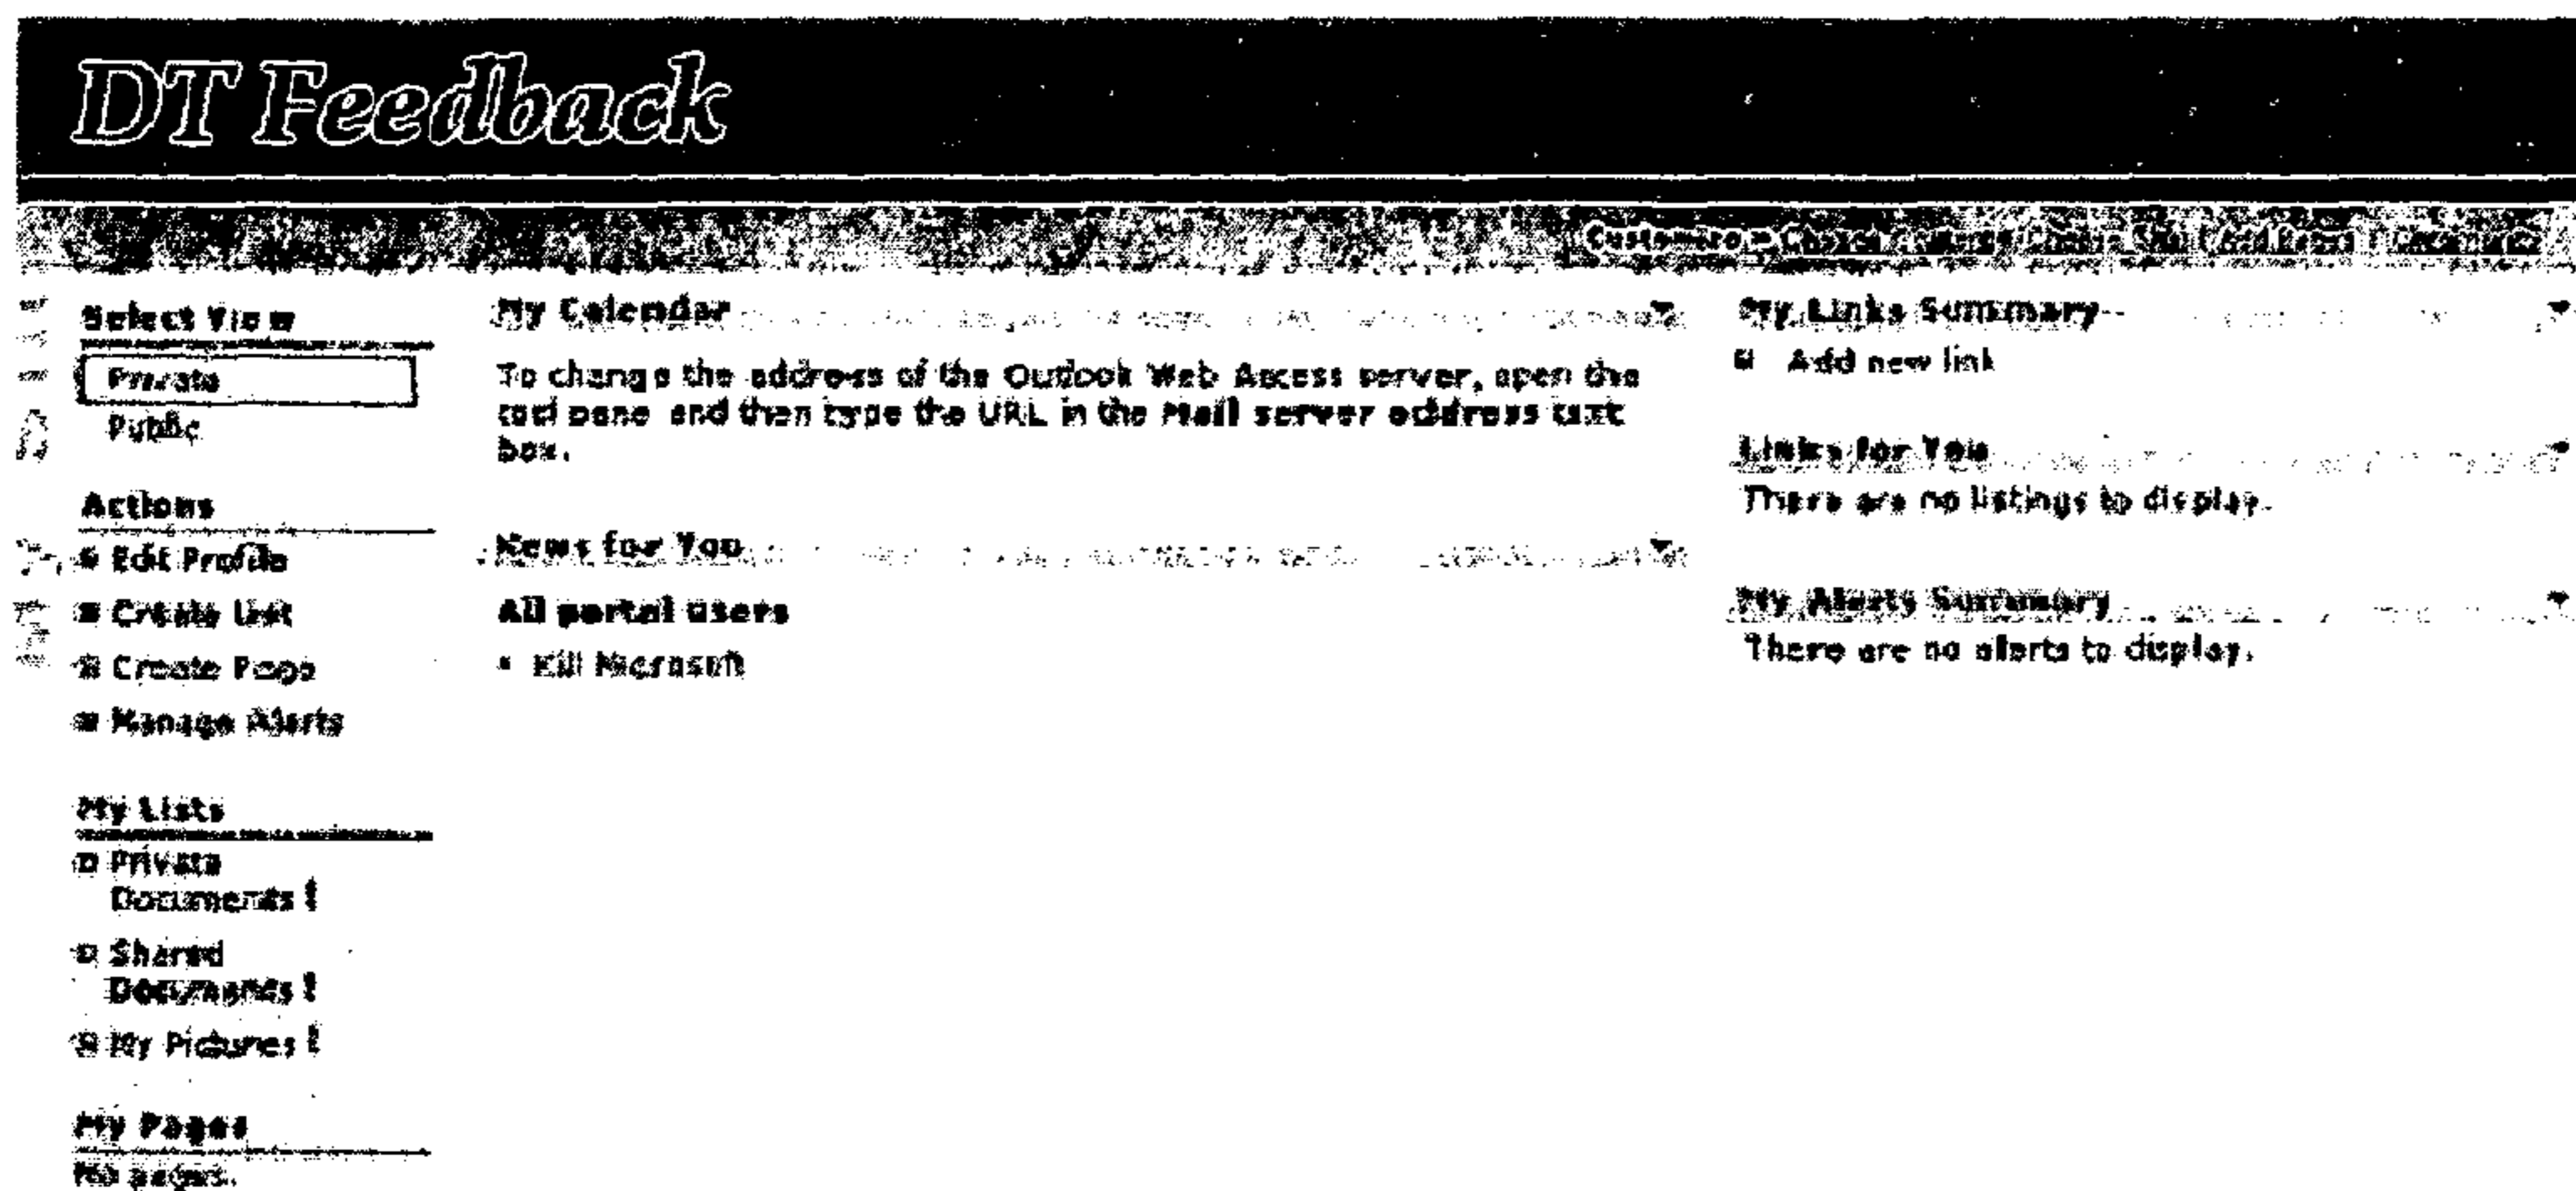 DT Feedback
Select View
Private
Public
Actions
Edit Profile
Create List
Create Page
Manage Alerts
My Lists
Private
Documents !
Shared
Documents !
My Pictures !
My Pages
No pages.
My Calendar
To change the address of the Outlook Web Access server, open the
tool pane and then type the URL in the Mail server address text
box.
News for You
All portal users
Kill Microsoft
My Links Summary
Add new link
Links for You
There are no listings to display.
My Alerts Summary
There are no alerts to display.